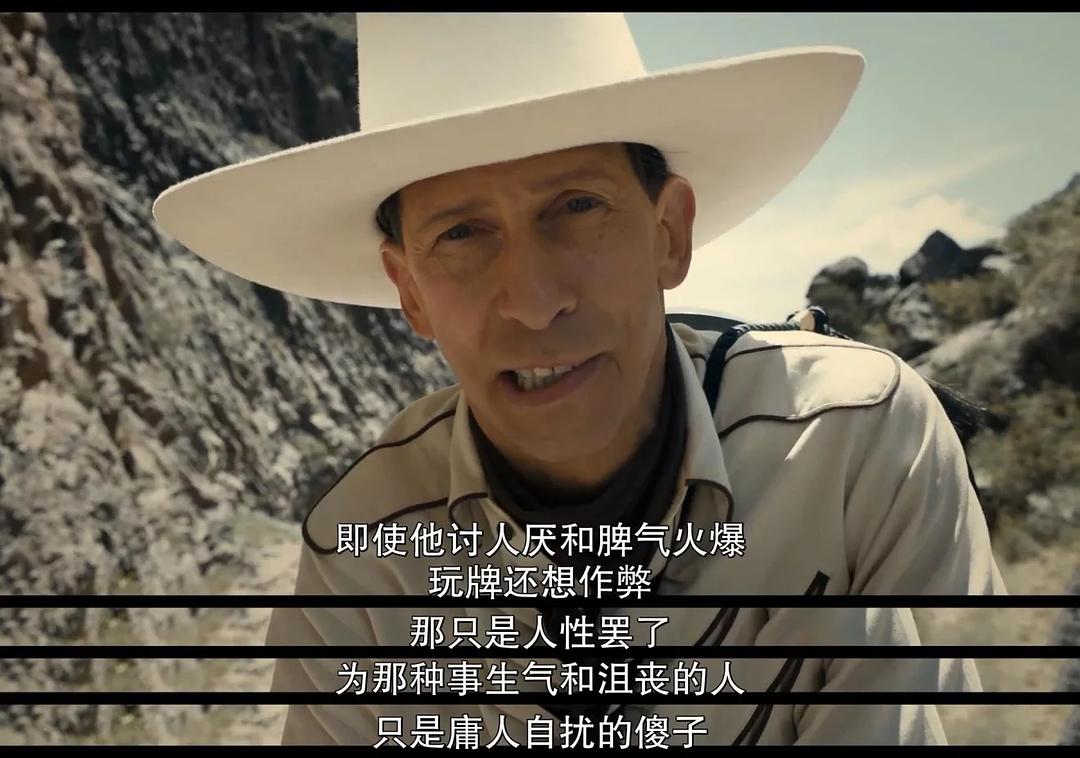 即使他讨人厌和脾气火爆
玩牌还想作弊
那只是人性罢了
为那种事生气和沮丧的人
只是庸人自扰的傻子